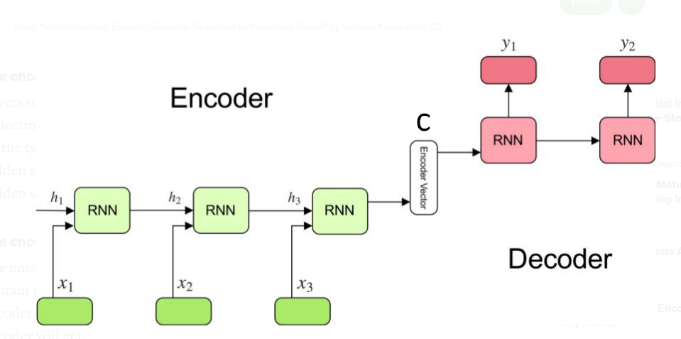 y₁ y₂
Encoder
C
RNN RNN
Encoder Vector
h₁ h₂ h₃
RNN RNN RNN
Decoder
x₁ x₂ x₃